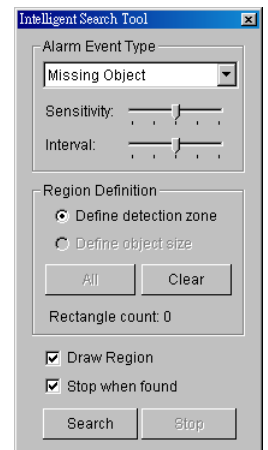 Intelligent Search Tool
Alarm Event Type
Missing Object
Sensitivity:
Interval:
Region Definition
Define detection zone
Define object size
All Clear
Rectangle count: 0
Draw Region
Stop when found
Search Stop